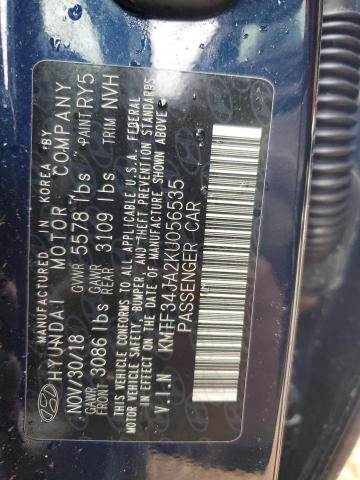 MANUFACTURED IN KOREA *BY
HYUNDAI MOTOR COMPANY
NOV/30/18 GVWR 5578 lbs PAINT RY5
GAWR FRONT 3086 lbs GAWR REAR 3109 lbs TRIM NVH
THIS VEHICLE CONFORMS TO ALL APPLICABLE U.S.A. FEDERAL
MOTOR VEHICLE SAFETY, BUMPER, AND THEFT PREVENTION STANDARDS
IN EFFECT ON THE DATE OF MANUFACTURE SHOWN ABOVE
V.I.N KMTF34JA2KU056535
PASSENGER CAR